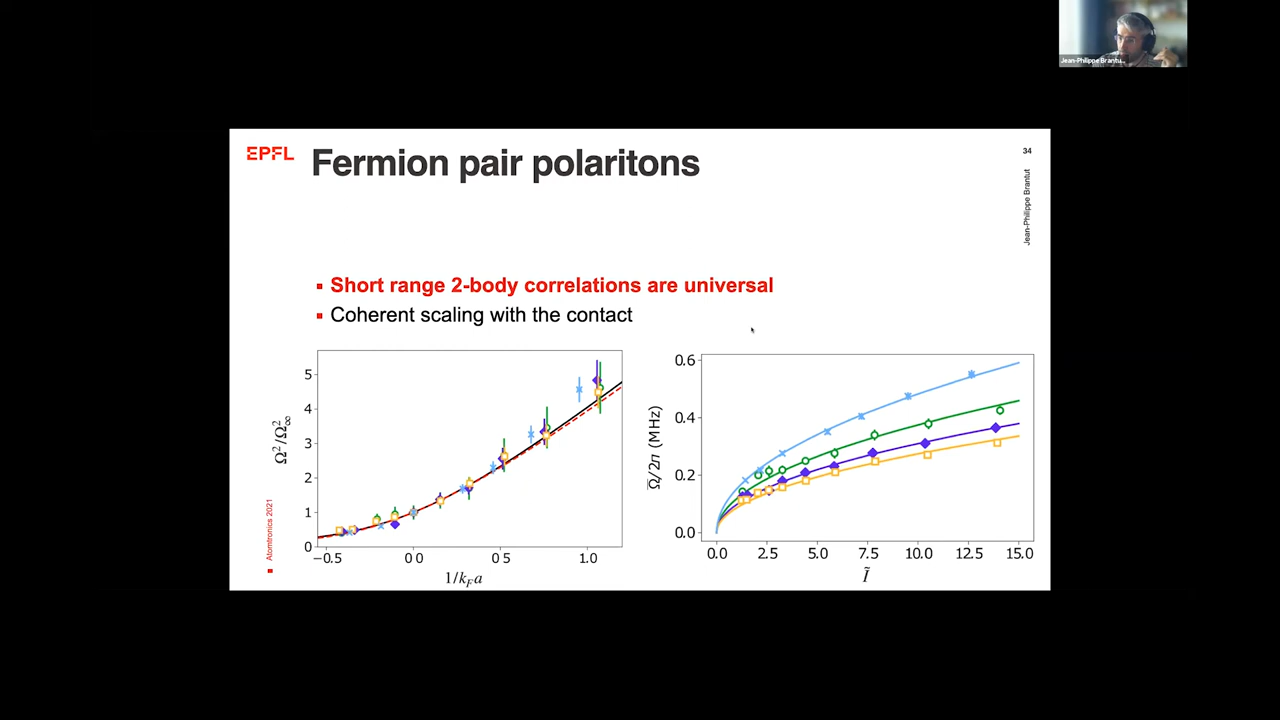 Jean-Philippe Brantu...
EPFL
Fermion pair polaritons
34
Jean-Philippe Brantut
Short range 2-body correlations are universal
Coherent scaling with the contact
Ω²/Ω²∞
5
4
3
2
1
0
−0.5
0.0
0.5
1.0
1/k_F a
Ω̅/2π (MHz)
0.6
0.4
0.2
0.0
0.0
2.5
5.0
7.5
10.0
12.5
15.0
Ĩ
Atomtronics 2021